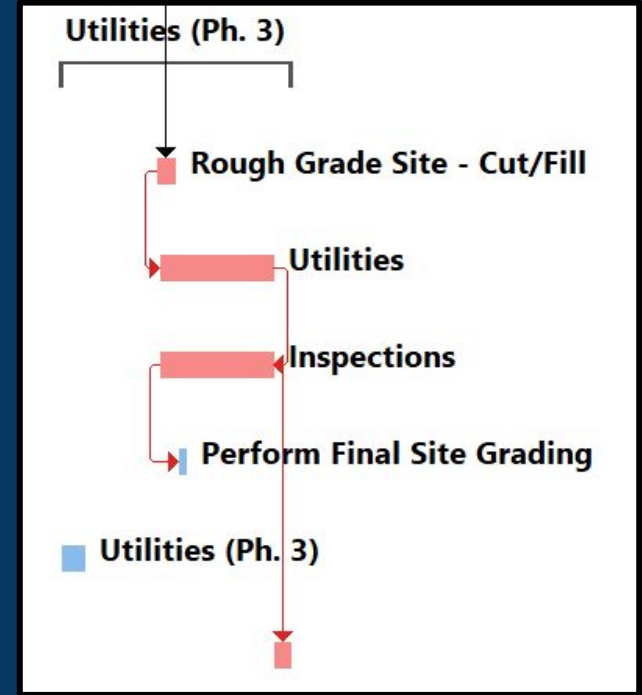 Utilities (Ph. 3)
Rough Grade Site - Cut/Fill
Utilities
Inspections
Perform Final Site Grading
Utilities (Ph. 3)